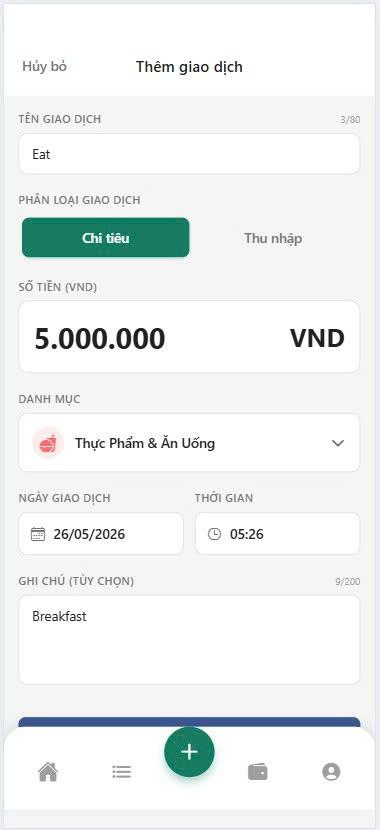 Hủy bỏ Thêm giao dịch
TÊN GIAO DỊCH 3/80
Eat
PHÂN LOẠI GIAO DỊCH
Chi tiêu Thu nhập
SỐ TIỀN (VND)
5.000.000 VND
DANH MỤC
Thực Phẩm & Ăn Uống
NGÀY GIAO DỊCH THỜI GIAN
26/05/2026 05:26
GHI CHÚ (TÙY CHỌN) 9/200
Breakfast